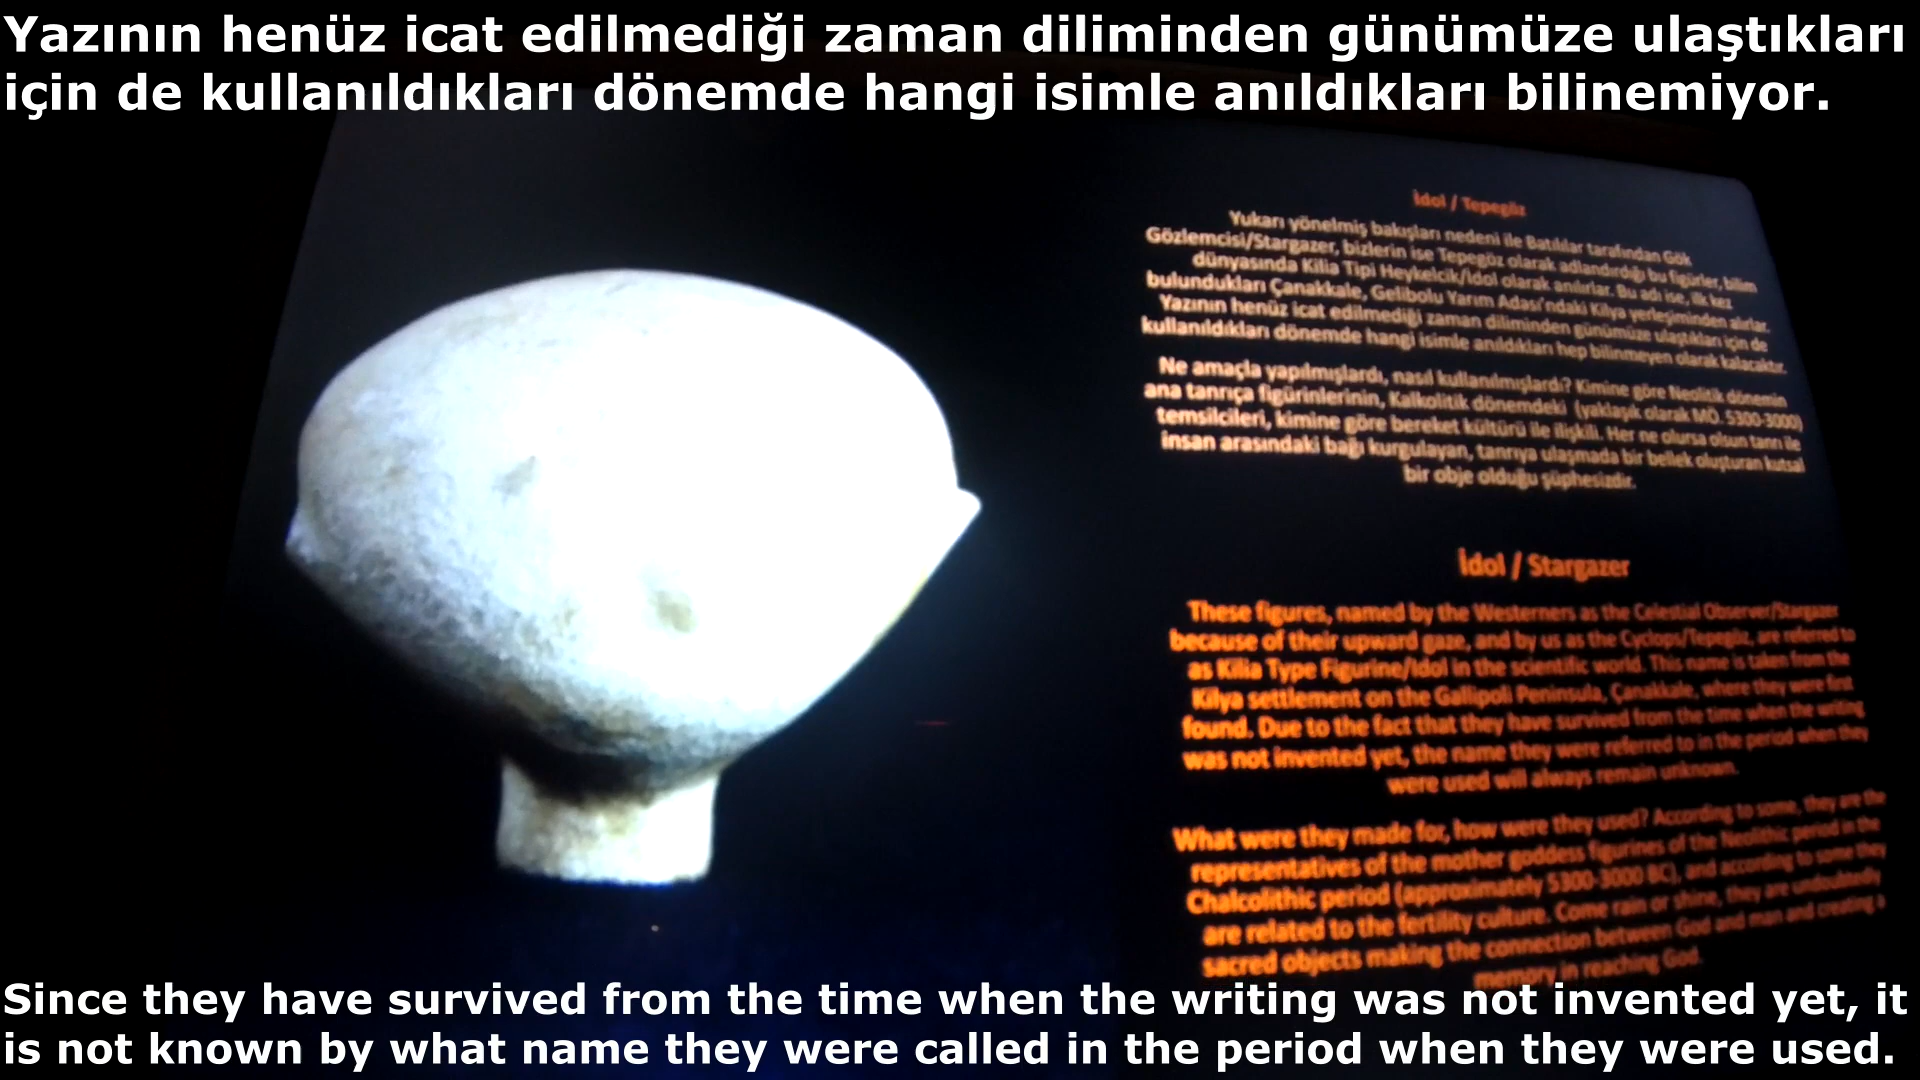 Yazının henüz icat edilmediği zaman diliminden günümüze ulaştıkları
için de kullanıldıkları dönemde hangi isimle anıldıkları bilinemiyor.
İdol / Tepegöz
Yukarı yönelmiş bakışları nedeni ile Batılılar tarafından Gök
Gözlemcisi/Stargazer, bizlerin ise Tepegöz olarak adlandırdığı bu figürler, bilim
dünyasında Kilia Tipi Heykelcik/İdol olarak anılırlar. Bu adı ise, ilk kez
bulundukları Çanakkale, Gelibolu Yarım Adası'ndaki Kilya yerleşiminden alırlar.
Yazının henüz icat edilmediği zaman diliminden günümüze ulaştıkları için de
kullanıldıkları dönemde hangi isimle anıldıkları hep bilinmeyen olarak kalacaktır.
Ne amaçla yapılmışlardı, nasıl kullanılmışlardı? Kimine göre Neolitik dönemin
ana tanrıça figürinlerinin, Kalkolitik dönemdeki (yaklaşık olarak MÖ. 5300-3000)
temsilcileri, kimine göre bereket kültürü ile ilişkili. Her ne olursa olsun tanrı ile
insan arasındaki bağı kurgulayan, tanrıya ulaşmada bir bellek oluşturan kutsal
bir obje olduğu şüphesizdir.
İdol / Stargazer
These figures, named by the Westerners as the Celestial Observer/Stargazer
because of their upward gaze, and by us as the Cyclops/Tepegöz, are referred to
as Kilia Type Figurine/Idol in the scientific world. This name is taken from the
Kilya settlement on the Gallipoli Peninsula, Çanakkale, where they were first
found. Due to the fact that they have survived from the time when the writing
was not invented yet, the name they were referred to in the period when they
were used will always remain unknown.
What were they made for, how were they used? According to some, they are the
representatives of the mother goddess figurines of the Neolithic period in the
Chalcolithic period (approximately 5300-3000 BC), and according to some they
are related to the fertility culture. Come rain or shine, they are undoubtedly
sacred objects making the connection between God and man and creating a
memory in reaching God.
Since they have survived from the time when the writing was not invented yet, it
is not known by what name they were called in the period when they were used.